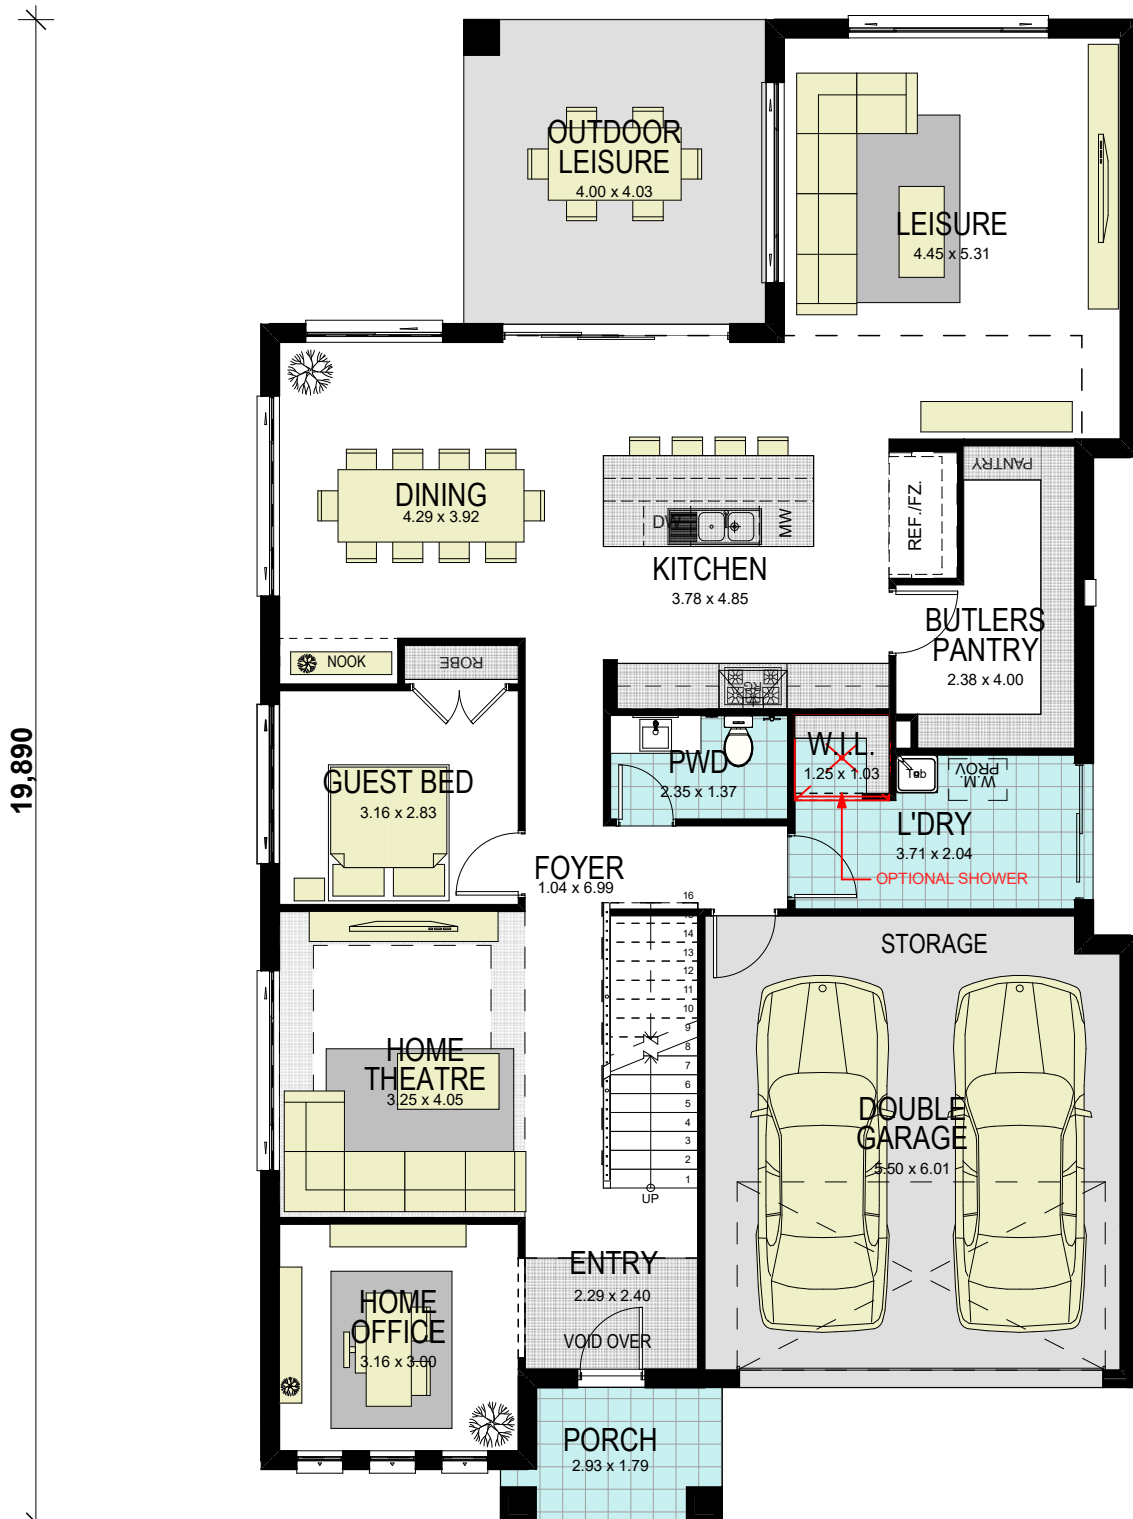 OUTDOOR
LEISURE
4.00 x 4.03
LEISURE
4.45 x 5.31
DINING
4.29 x 3.92
DW
MW
KITCHEN
3.78 x 4.85
REF./FZ.
PANTRY
BUTLERS
PANTRY
2.38 x 4.00
NOOK
ROBE
19,890
GUEST BED
3.16 x 2.83
PWD
2.35 x 1.37
W.I.L.
1.25 x 1.03
Tub
W.M.
PROV
L'DRY
3.71 x 2.04
OPTIONAL SHOWER
FOYER
1.04 x 6.99
16
15
14
13
12
11
10
9
8
7
6
5
4
3
2
1
UP
STORAGE
HOME
THEATRE
3.25 x 4.05
DOUBLE
GARAGE
5.50 x 6.01
ENTRY
2.29 x 2.40
VOID OVER
HOME
OFFICE
3.16 x 3.00
PORCH
2.93 x 1.79